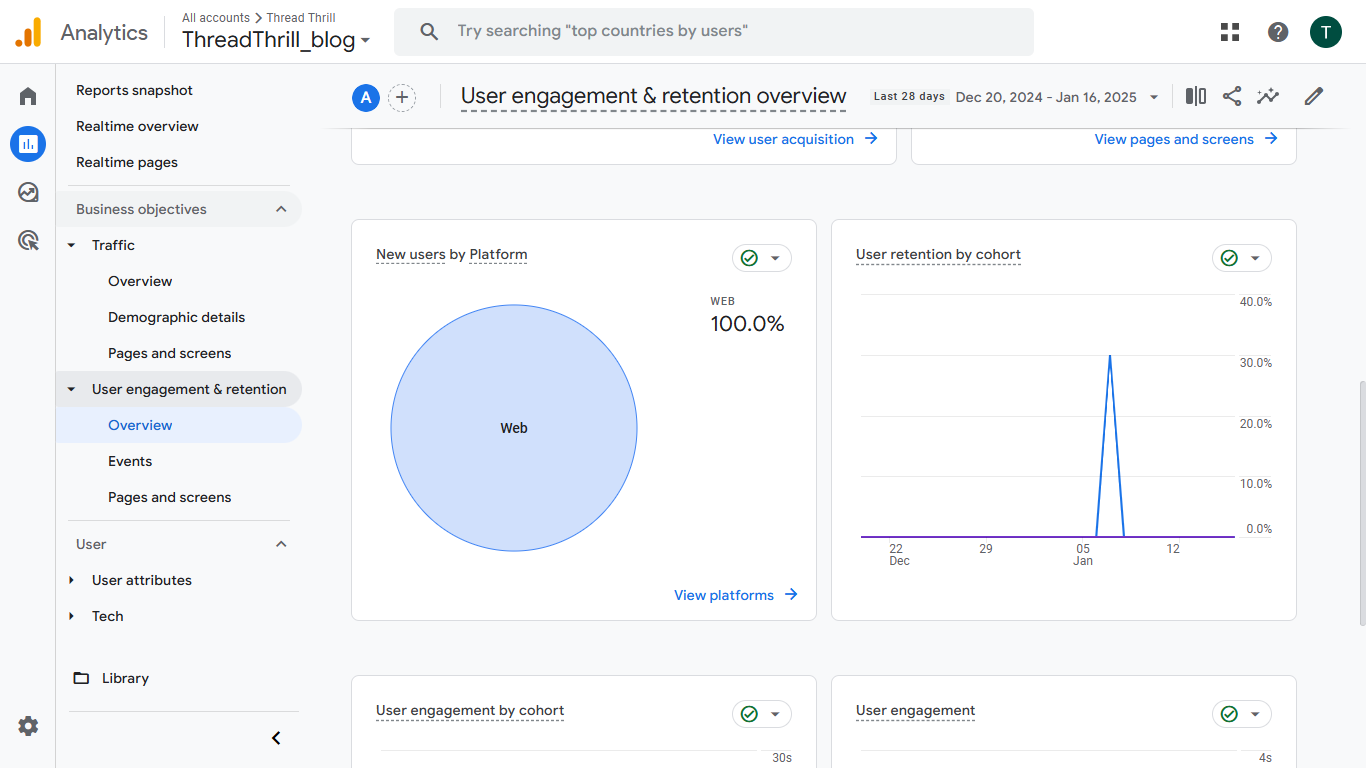 Analytics
All accounts > Thread Thrill
ThreadThrill_blog
Try searching "top countries by users"
T
Reports snapshot
Realtime overview
Realtime pages
Business objectives
Traffic
Overview
Demographic details
Pages and screens
User engagement & retention
Overview
Events
Pages and screens
User
User attributes
Tech
Library
A
User engagement & retention overview
Last 28 days Dec 20, 2024 - Jan 16, 2025
View user acquisition
View pages and screens
New users by Platform
WEB
100.0%
Web
View platforms
User retention by cohort
40.0%
30.0%
20.0%
10.0%
0.0%
22 29 05 12
Dec Jan
User engagement by cohort
30s
User engagement
4s